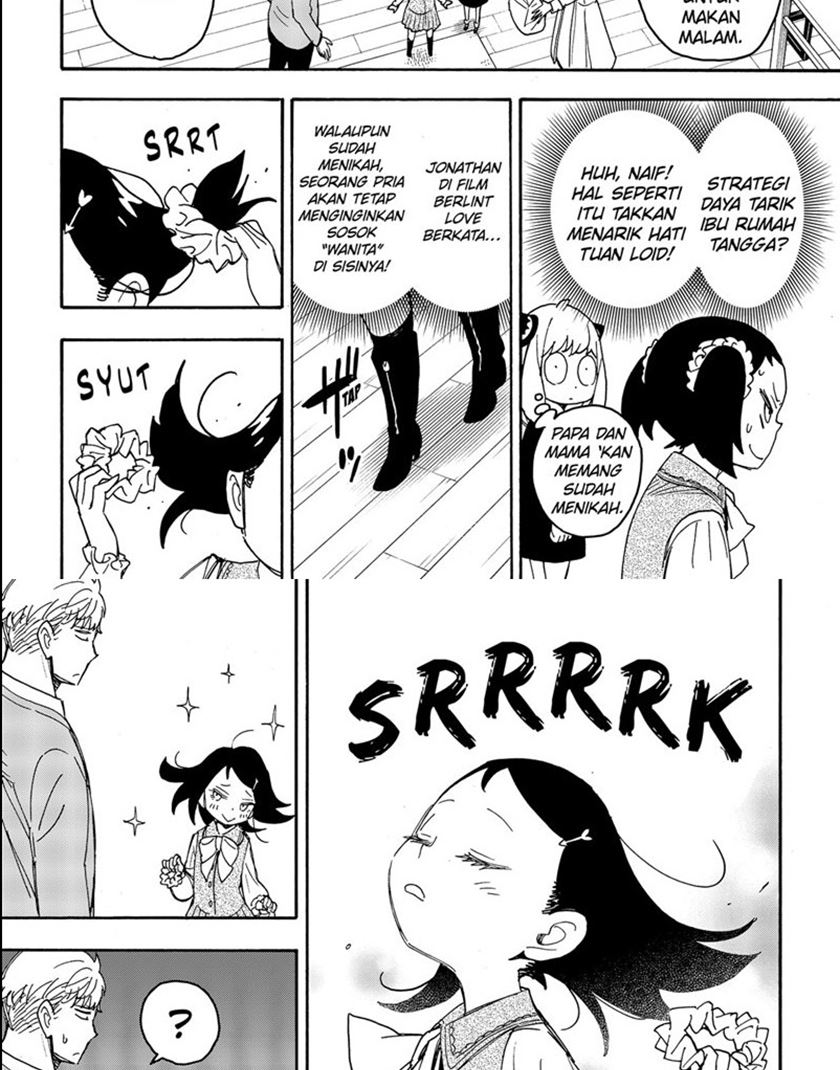 UNTUK
MAKAN
MALAM.
STRATEGI
DAYA TARIK
IBU RUMAH
TANGGA?
HUH, NAIF!
HAL SEPERTI
ITU TAKKAN
MENARIK HATI
TUAN LOID!
PAPA DAN
MAMA 'KAN
MEMANG
SUDAH
MENIKAH.
JONATHAN
DI FILM
BERLINT
LOVE
BERKATA...
WALAUPUN
SUDAH
MENIKAH,
SEORANG PRIA
AKAN TETAP
MENGINGINKAN
SOSOK
"WANITA"
DI SISINYA!
TAP
SRRT
SYUT
SRRRRK
?